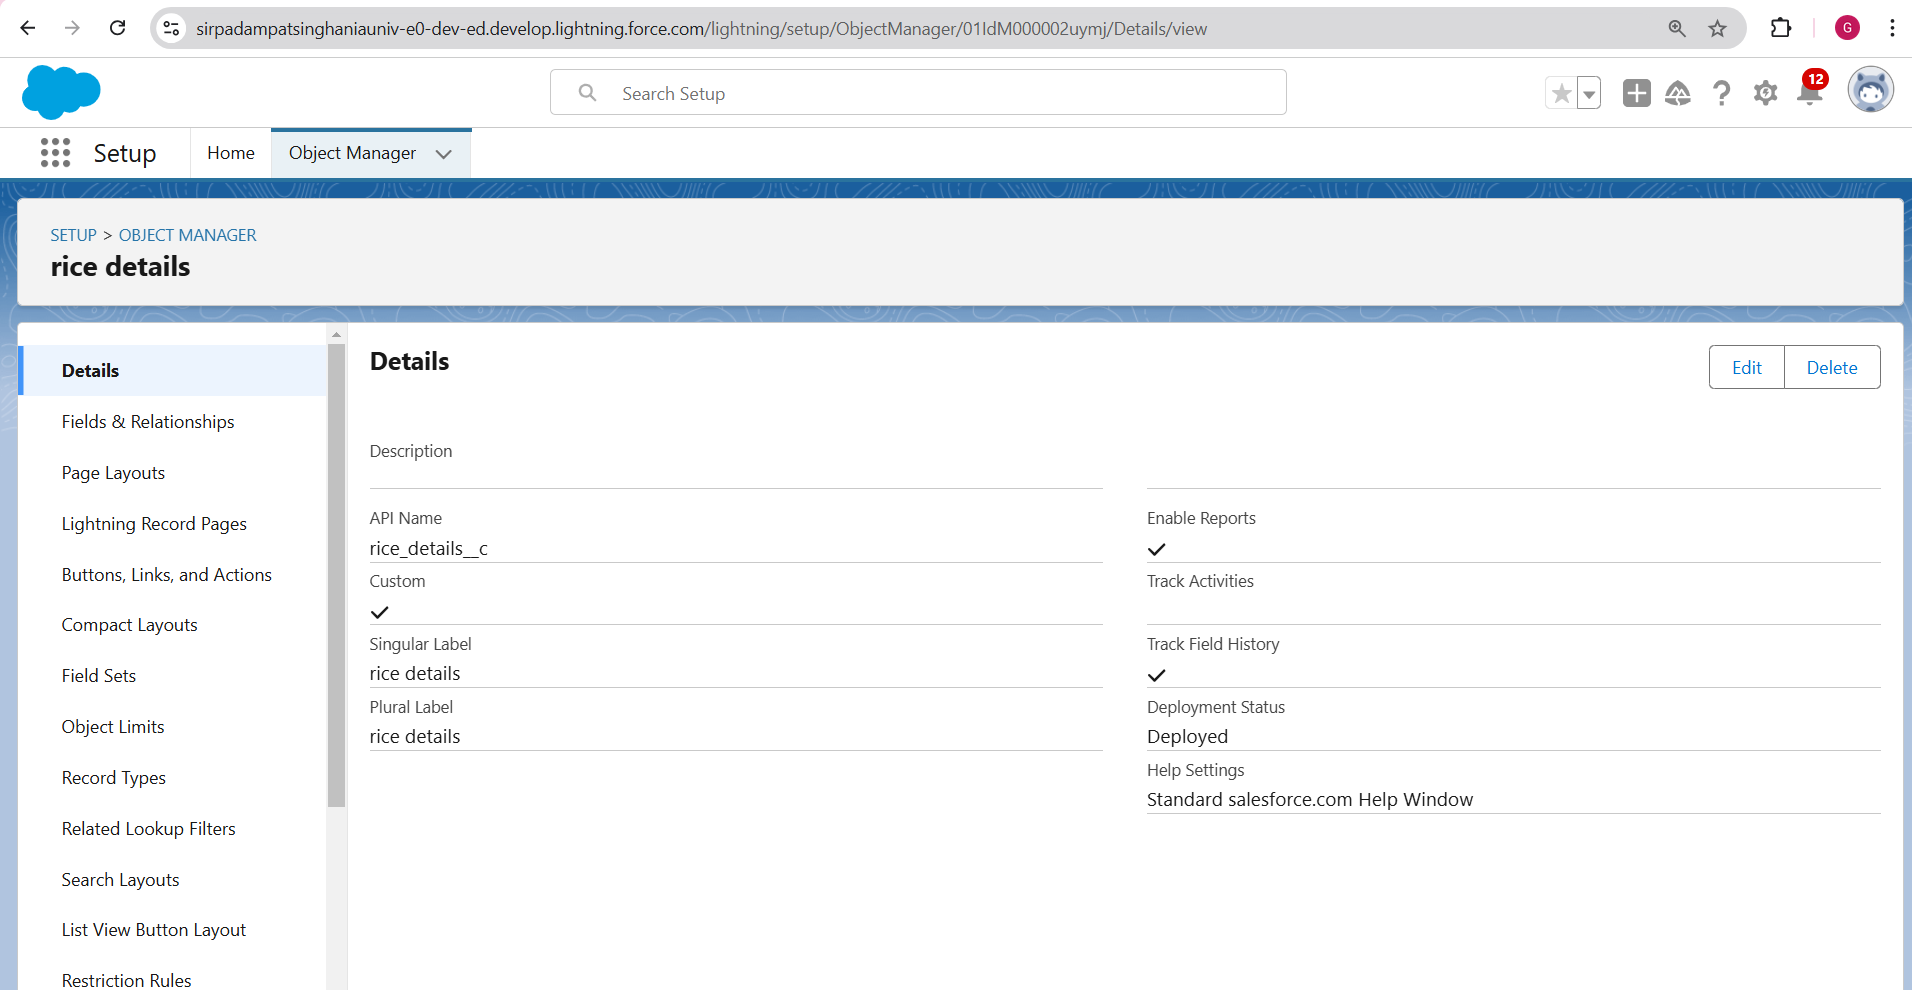 sirpadampatsinghaniauniv-e0-dev-ed.develop.lightning.force.com/lightning/setup/ObjectManager/01IdM000002uymj/Details/view
G
Search Setup
12
Setup
Home
Object Manager
SETUP > OBJECT MANAGER
rice details
Details
Fields & Relationships
Page Layouts
Lightning Record Pages
Buttons, Links, and Actions
Compact Layouts
Field Sets
Object Limits
Record Types
Related Lookup Filters
Search Layouts
List View Button Layout
Restriction Rules
Details
Edit
Delete
Description
API Name
rice_details__c
Custom
Singular Label
rice details
Plural Label
rice details
Enable Reports
Track Activities
Track Field History
Deployment Status
Deployed
Help Settings
Standard salesforce.com Help Window